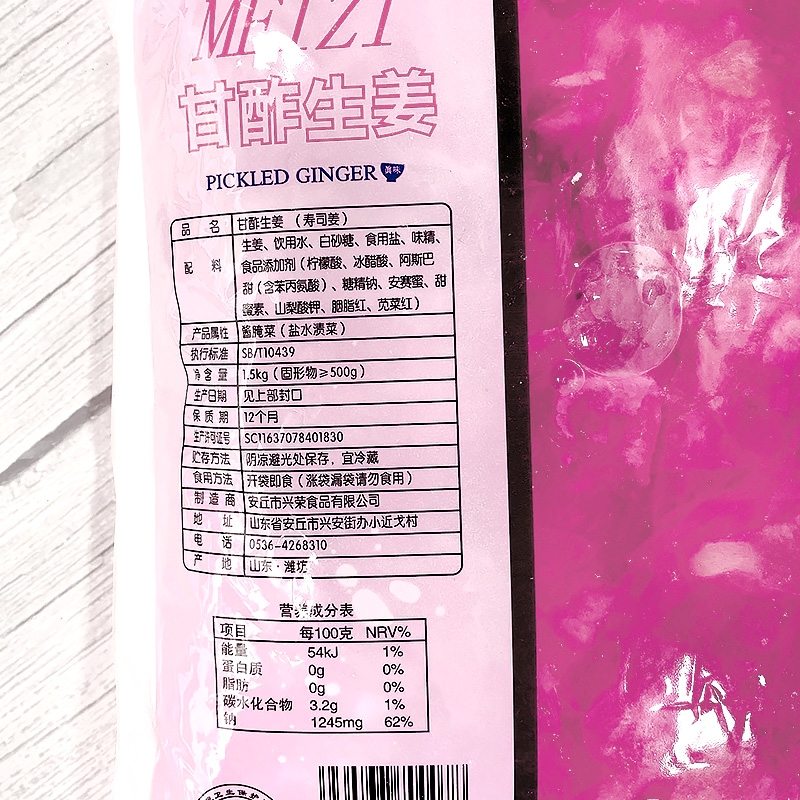 MEIZI
甘酢生姜
PICKLED GINGER 真味
品 名 甘酢生姜 （寿司姜）
配 料 生姜、饮用水、白砂糖、食用盐、味精、
食品添加剂（柠檬酸、冰醋酸、阿斯巴
甜（含苯丙氨酸）、糖精钠、安赛蜜、甜
蜜素、山梨酸钾、胭脂红、苋菜红）
产品属性 酱腌菜（盐水渍菜）
执行标准 SB/T10439
净 含 量 1.5kg（固形物≥500g）
生产日期 见上部封口
保 质 期 12个月
生产许可证号 SC11637078401830
贮存方法 阴凉避光处保存，宜冷藏
食用方法 开袋即食（涨袋漏袋请勿食用）
制 造 商 安丘市兴荣食品有限公司
地 址 山东省安丘市兴安街办小近戈村
电 话 0536-4268310
产 地 山东·潍坊
营养成分表
项目 每100克 NRV%
能量 54kJ 1%
蛋白质 0g 0%
脂肪 0g 0%
碳水化合物 3.2g 1%
钠 1245mg 62%
卫生保护